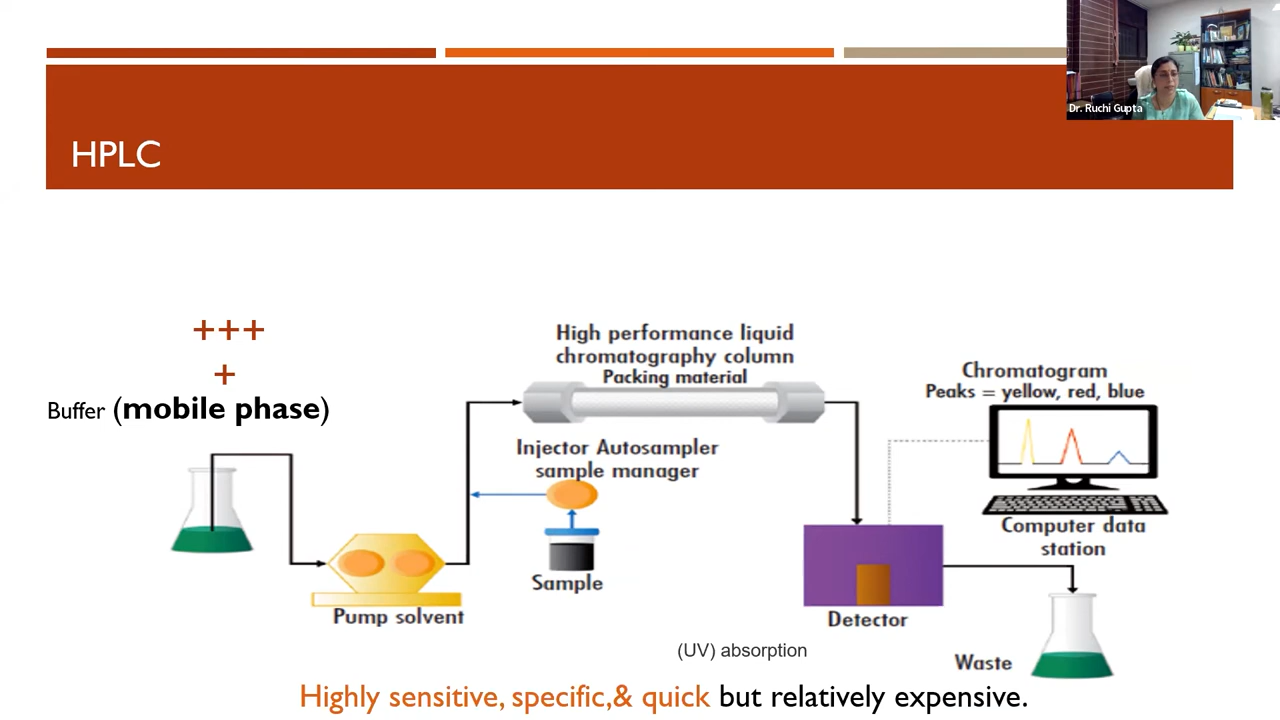 Dr. Ruchi Gupta
HPLC
+++
+
Buffer (mobile phase)
High performance liquid
chromatography column
Packing material
Chromatogram
Peaks = yellow, red, blue
Injector Autosampler
sample manager
Computer data
station
Sample
Pump solvent
Detector
(UV) absorption
Waste
Highly sensitive, specific,& quick but relatively expensive.